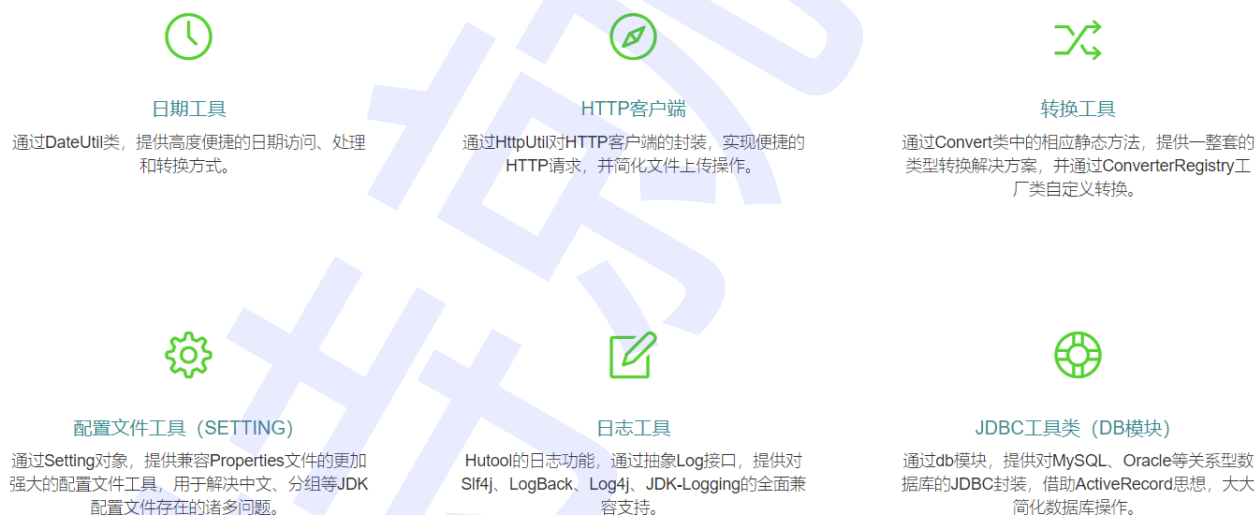 日期工具
通过DateUtil类，提供高度便捷的日期访问、处理
和转换方式。
HTTP客户端
通过HttpUtil对HTTP客户端的封装，实现便捷的
HTTP请求，并简化文件上传操作。
转换工具
通过Convert类中的相应静态方法，提供一整套的
类型转换解决方案，并通过ConverterRegistry工
厂类自定义转换。
配置文件工具（SETTING）
通过Setting对象，提供兼容Properties文件的更加
强大的配置文件工具，用于解决中文、分组等JDK
配置文件存在的诸多问题。
日志工具
Hutool的日志功能，通过抽象Log接口，提供对
Slf4j、LogBack、Log4j、JDK-Logging的全面兼
容支持。
JDBC工具类（DB模块）
通过db模块，提供对MySQL、Oracle等关系型数
据库的JDBC封装，借助ActiveRecord思想，大大
简化数据库操作。